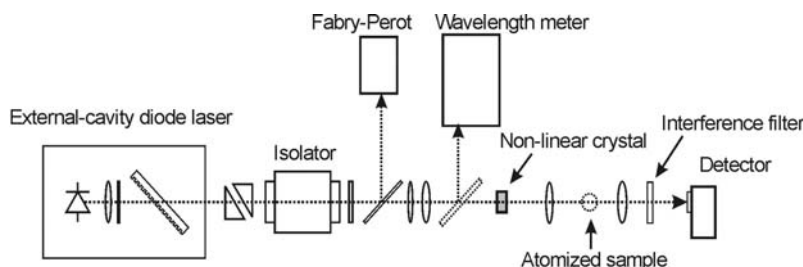 Fabry-Perot
Wavelength meter
External-cavity diode laser
Isolator
Non-linear crystal
Interference filter
Detector
Atomized sample